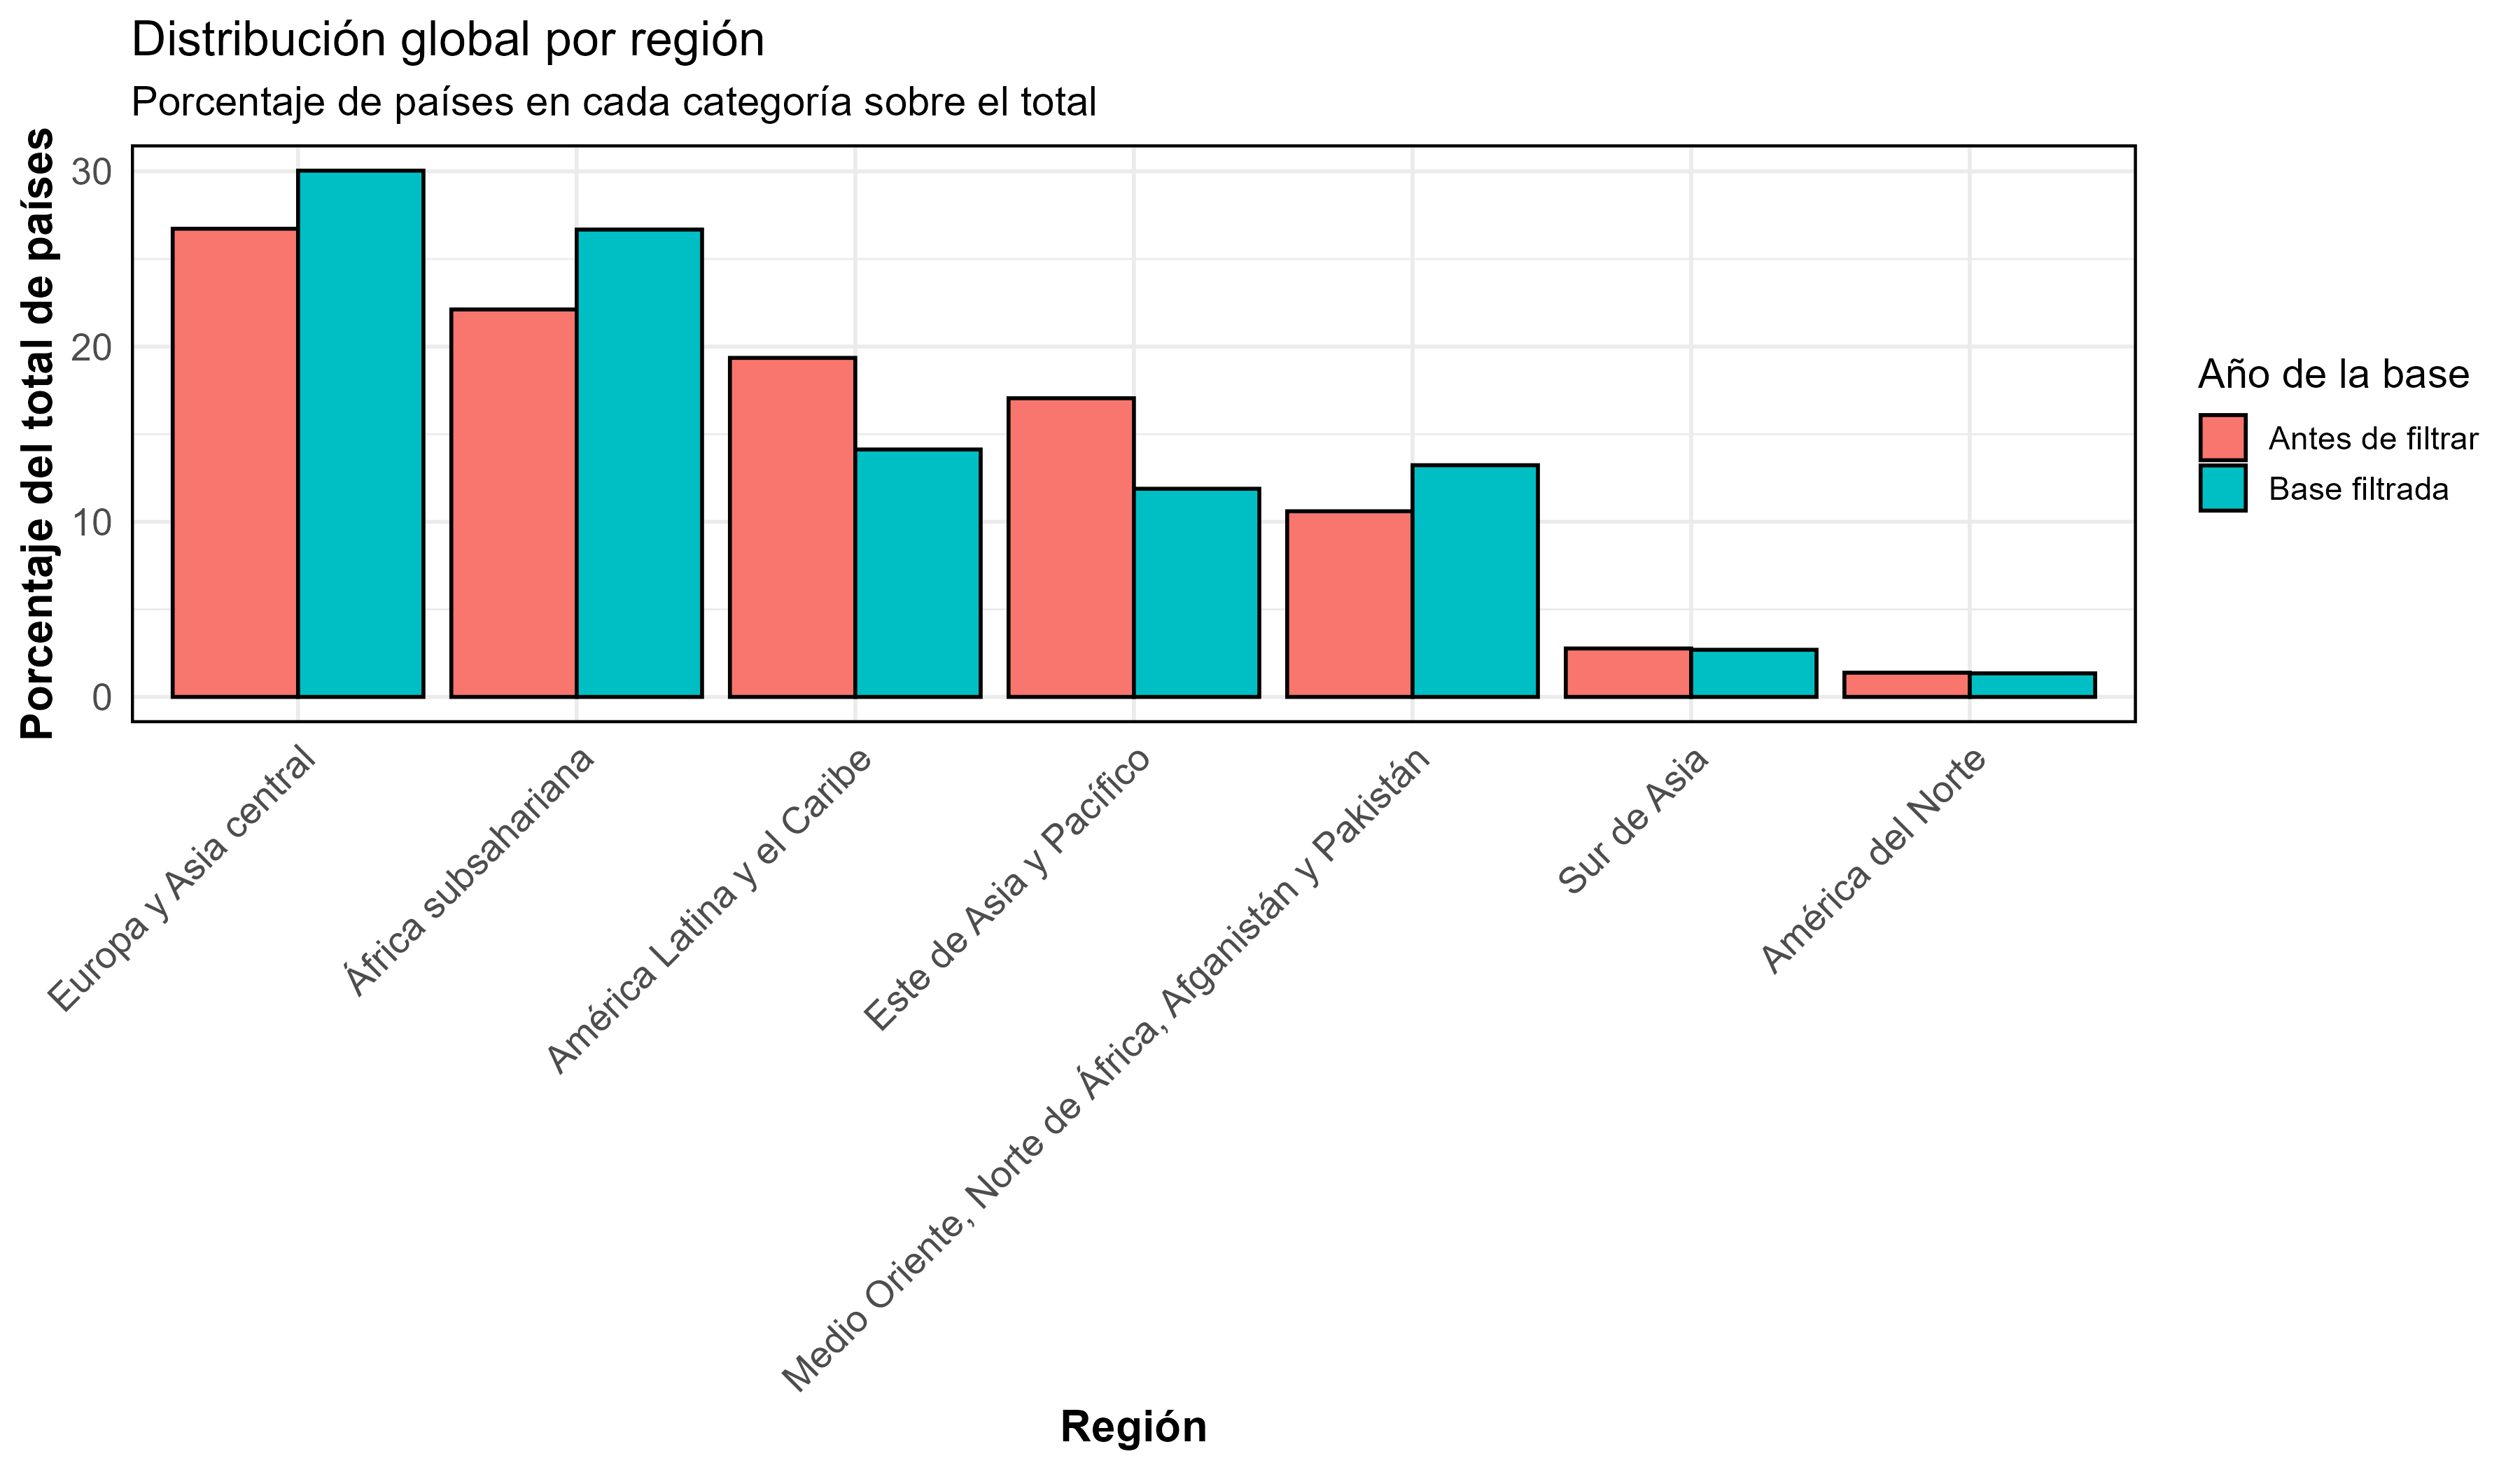 Distribución global por región
Porcentaje de países en cada categoría sobre el total
Porcentaje del total de países
30
20
10
0
Europa y Asia central
África subsahariana
América Latina y el Caribe
Este de Asia y Pacífico
Medio Oriente, Norte de África, Afganistán y Pakistán
Sur de Asia
América del Norte
Región
Año de la base
Antes de filtrar
Base filtrada